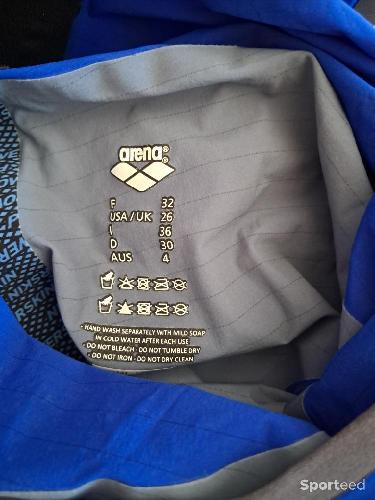 arena®
F 32
USA/UK 26
I 36
D 30
AUS 4
- HAND WASH SEPARATELY WITH MILD SOAP
IN COLD WATER AFTER EACH USE
- DO NOT BLEACH - DO NOT TUMBLE DRY
- DO NOT IRON - DO NOT DRY CLEAN
Sporteed